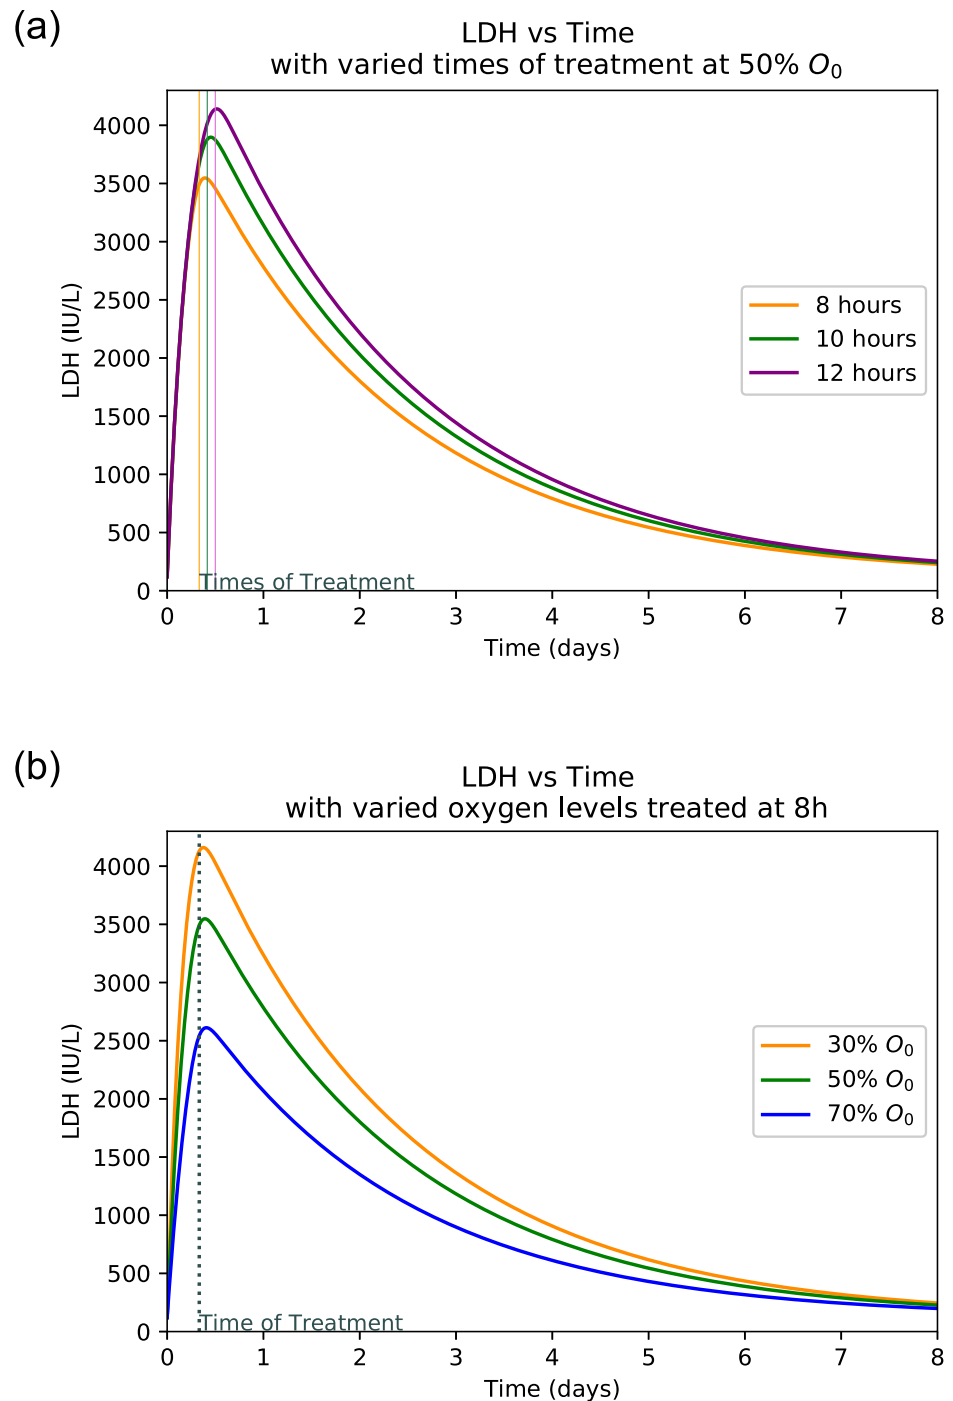 (a)
LDH vs Time
with varied times of treatment at 50% O₀
4000
3500
3000
2500
2000
1500
1000
500
0
LDH (IU/L)
8 hours
10 hours
12 hours
Times of Treatment
0 1 2 3 4 5 6 7 8
Time (days)
(b)
LDH vs Time
with varied oxygen levels treated at 8h
4000
3500
3000
2500
2000
1500
1000
500
0
LDH (IU/L)
30% O₀
50% O₀
70% O₀
Time of Treatment
0 1 2 3 4 5 6 7 8
Time (days)